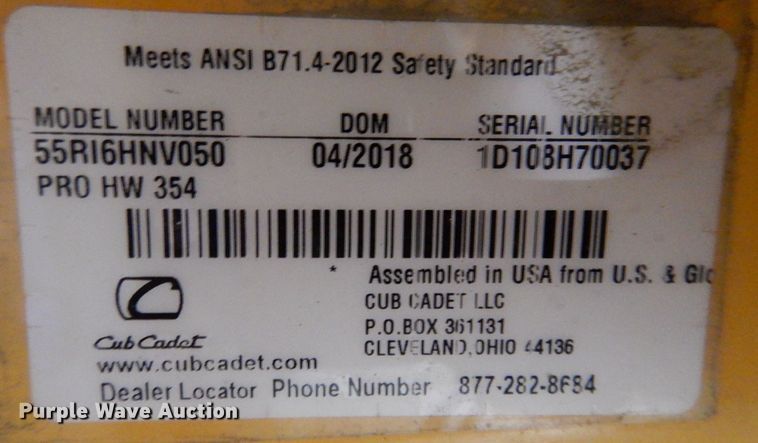 Meets ANSI B71.4-2012 Safety Standard
MODEL NUMBER DOM SERIAL NUMBER
55RI6HNV050 04/2018 1D108H70037
PRO HW 354
* Assembled in USA from U.S. & Glo
CUB CADET LLC
P.O.BOX 361131
CLEVELAND,OHIO 44136
Cub Cadet
www.cubcadet.com
Dealer Locator Phone Number 877-282-8684
Purple Wave Auction